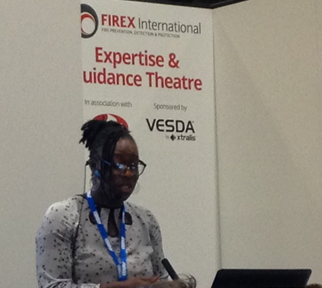 FIREX International
FIRE PREVENTION, DETECTION & PROTECTION
Expertise &
uidance Theatre
In association with
Sponsored by
VESDA
by xtralis